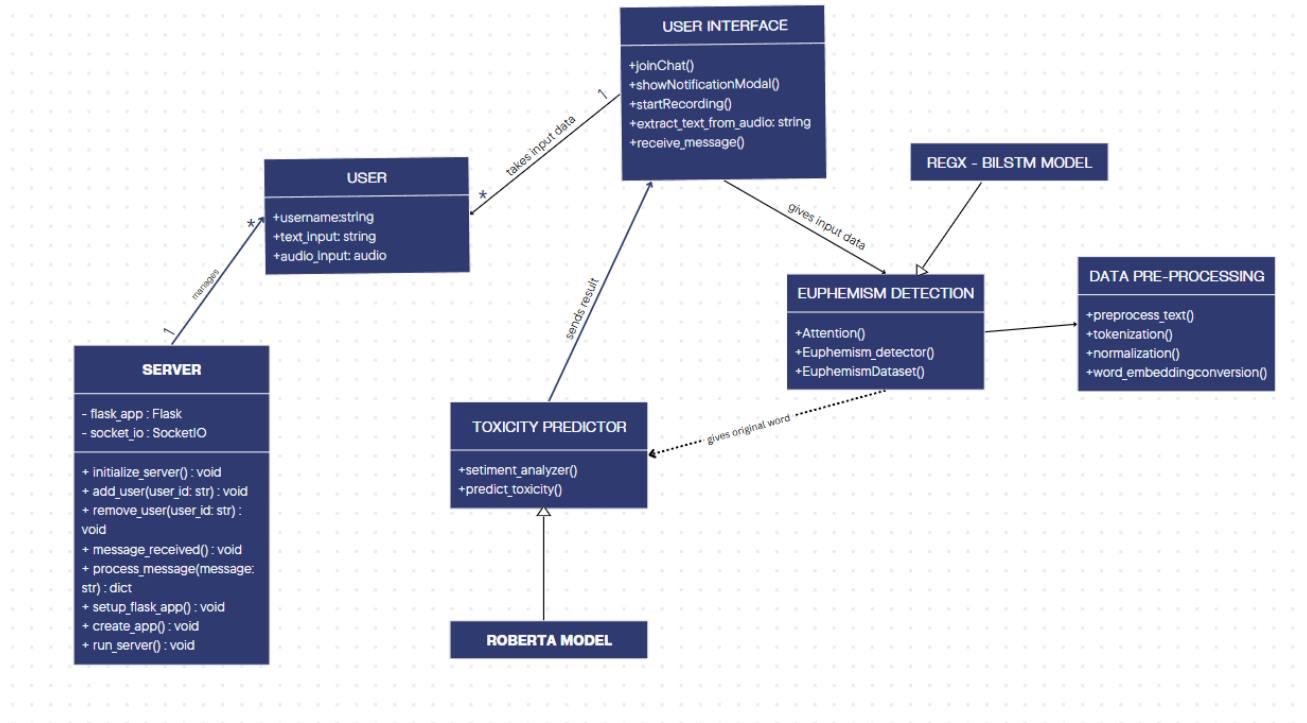 USER INTERFACE
+joinChat()
+showNotificationModal()
+startRecording()
+extract_text_from_audio: string
+receive_message()
1
takes input data
*
USER
+username:string
+text_input: string
+audio_input: audio
*
manages
1
SERVER
- flask_app : Flask
- socket_io : SocketIO
+ initialize_server() : void
+ add_user(user_id: str) : void
+ remove_user(user_id: str) :
void
+ message_received() : void
+ process_message(message:
str) : dict
+ setup_flask_app() : void
+ create_app() : void
+ run_server() : void
sends result
gives input data
REGX - BILSTM MODEL
EUPHEMISM DETECTION
+Attention()
+Euphemism_detector()
+EuphemismDataset()
DATA PRE-PROCESSING
+preprocess_text()
+tokenization()
+normalization()
+word_embeddingconversion()
gives original word
TOXICITY PREDICTOR
+setiment_analyzer()
+predict_toxicity()
ROBERTA MODEL